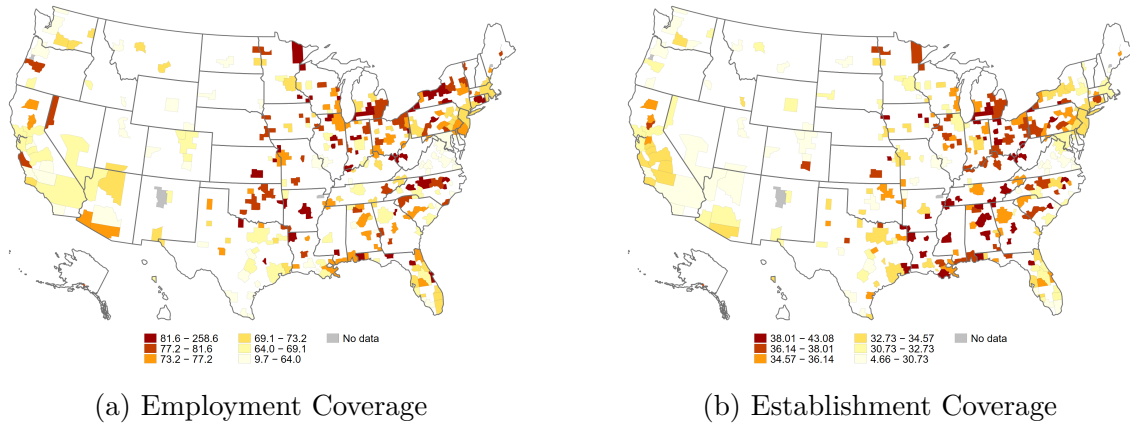 81.6 − 258.6
77.2 − 81.6
73.2 − 77.2
69.1 − 73.2
64.0 − 69.1
9.7 − 64.0
No data
38.01 − 43.08
36.14 − 38.01
34.57 − 36.14
32.73 − 34.57
30.73 − 32.73
4.66 − 30.73
No data
(a) Employment Coverage
(b) Establishment Coverage